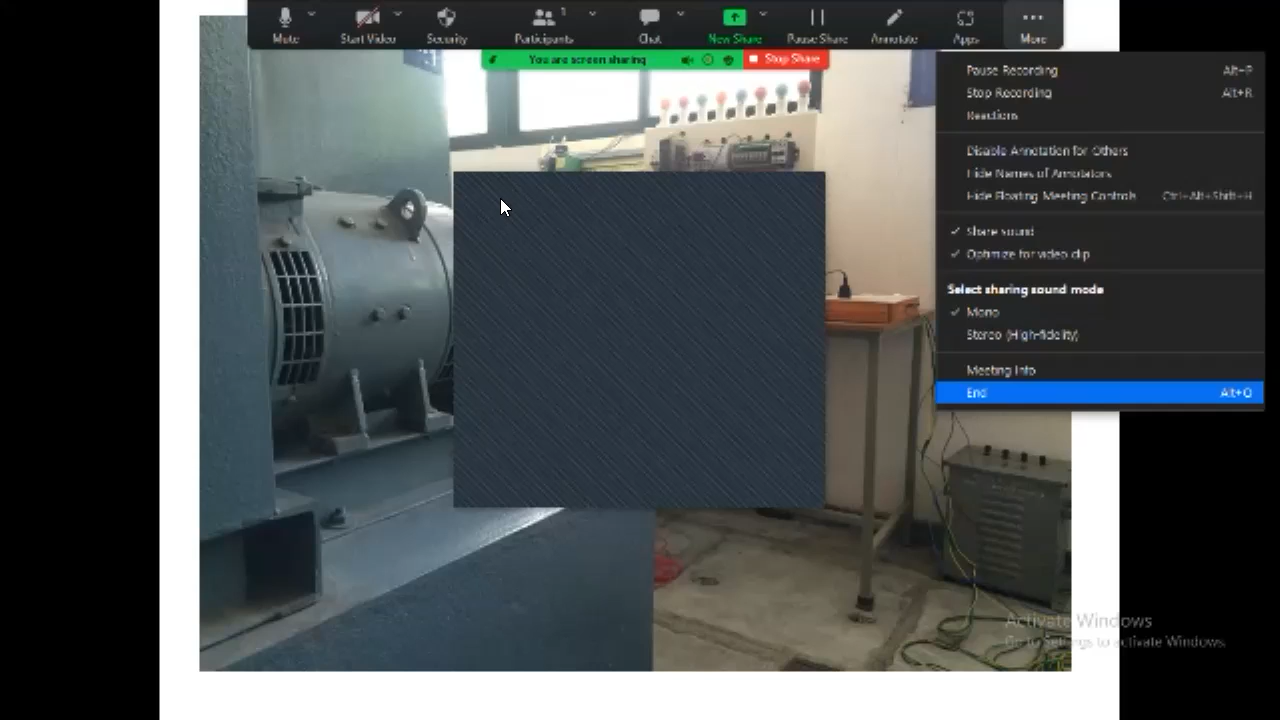 1
Mute
Start Video
Security
Participants
Chat
New Share
Pause Share
Annotate
Apps
More
You are screen sharing
Stop Share
Pause Recording Alt+P
Stop Recording Alt+R
Reactions
Disable Annotation for Others
Hide Names of Annotators
Hide Floating Meeting Controls Ctrl+Alt+Shift+H
Share sound
Optimize for video clip
Select sharing sound mode
Mono
Stereo (High-fidelity)
Meeting Info
End Alt+Q
Activate Windows
Go to Settings to activate Windows.